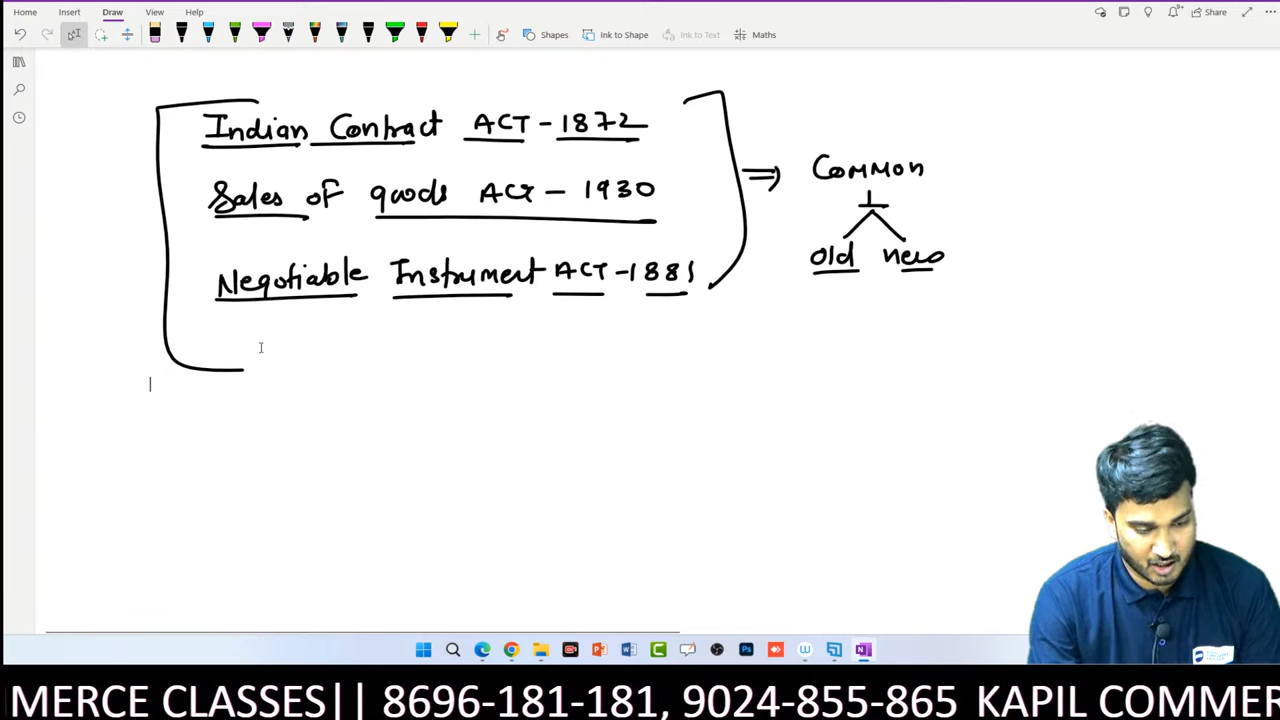 Home Insert Draw View Help
Share
Shapes Ink to Shape Ink to Text Maths
Indian Contract ACT - 1872
Sales of goods ACT - 1930
Negotiable Instrument ACT - 1881
Common
old new
MERCE CLASSES|| 8696-181-181, 9024-855-865 KAPIL COMMER